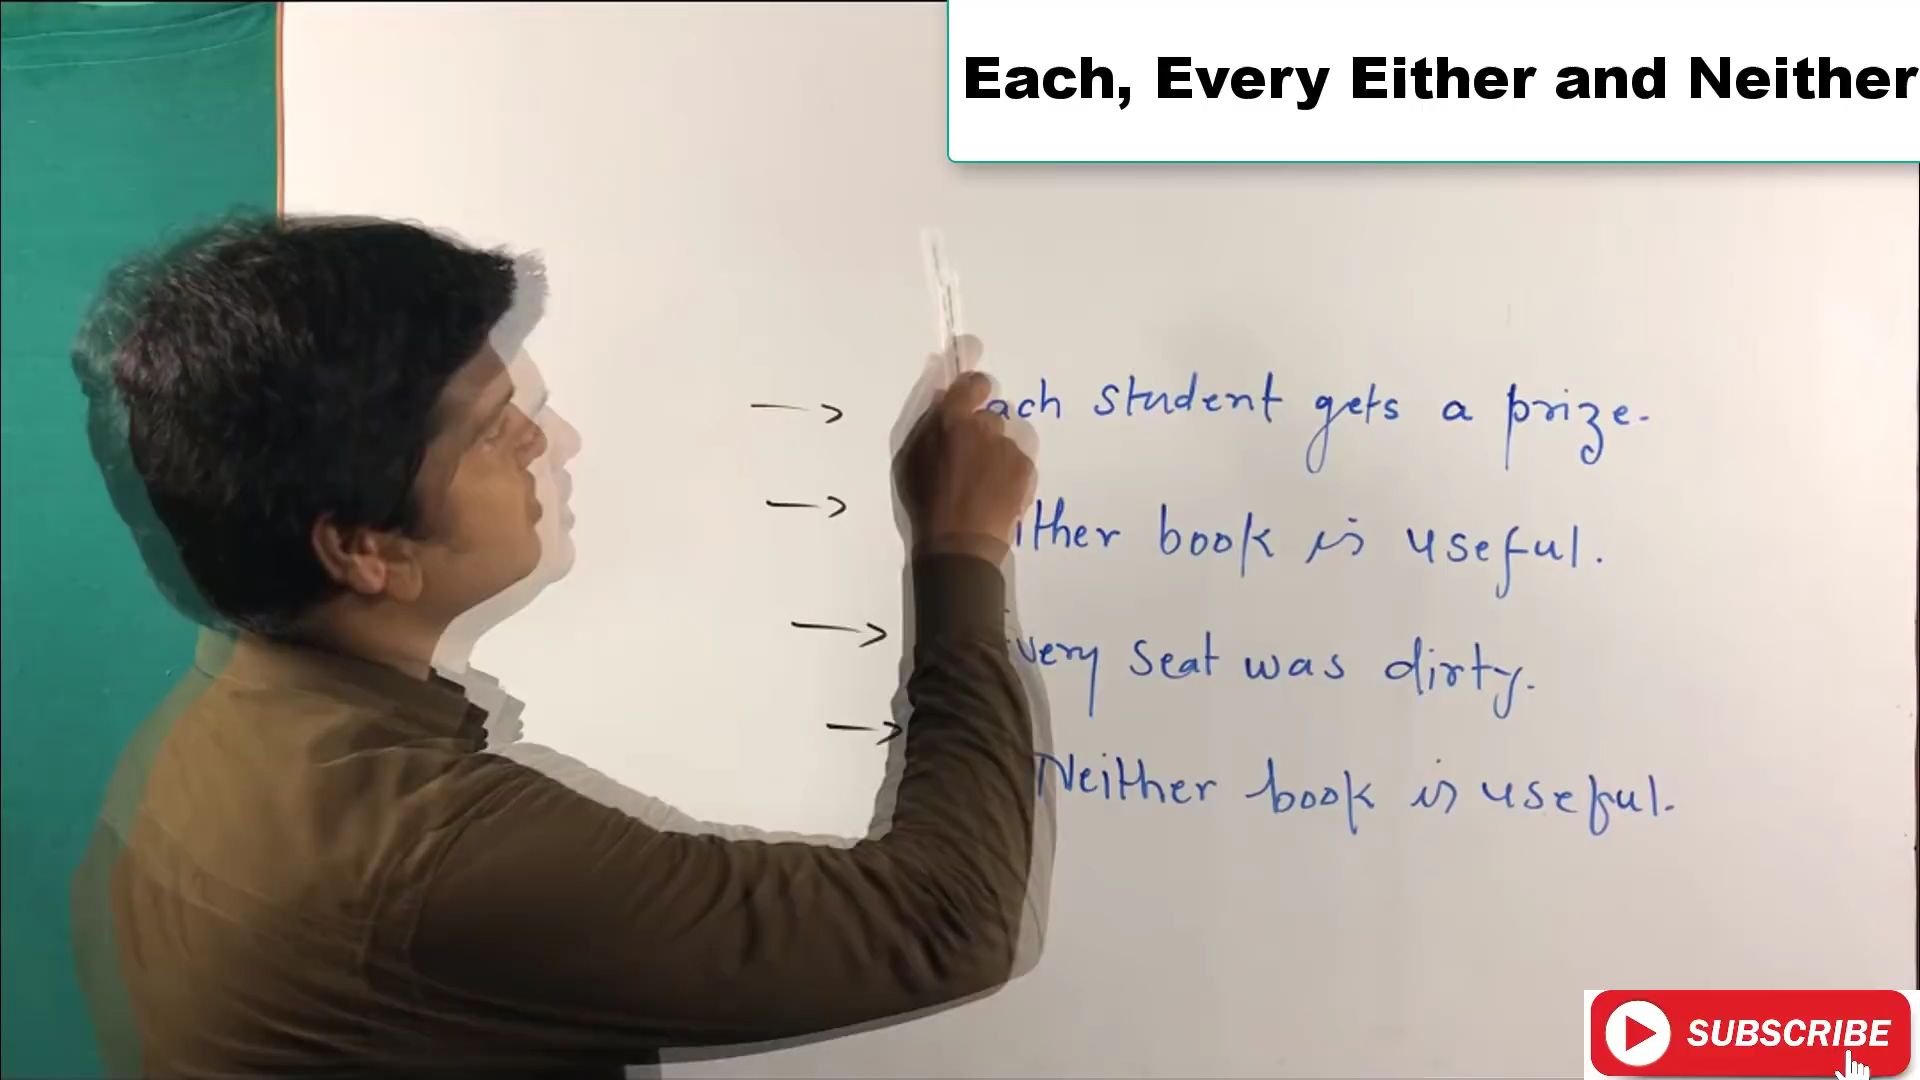 Each, Every Either and Neither
ach student gets a prize.
ither book is useful.
very seat was dirty.
Neither book is useful.
SUBSCRIBE